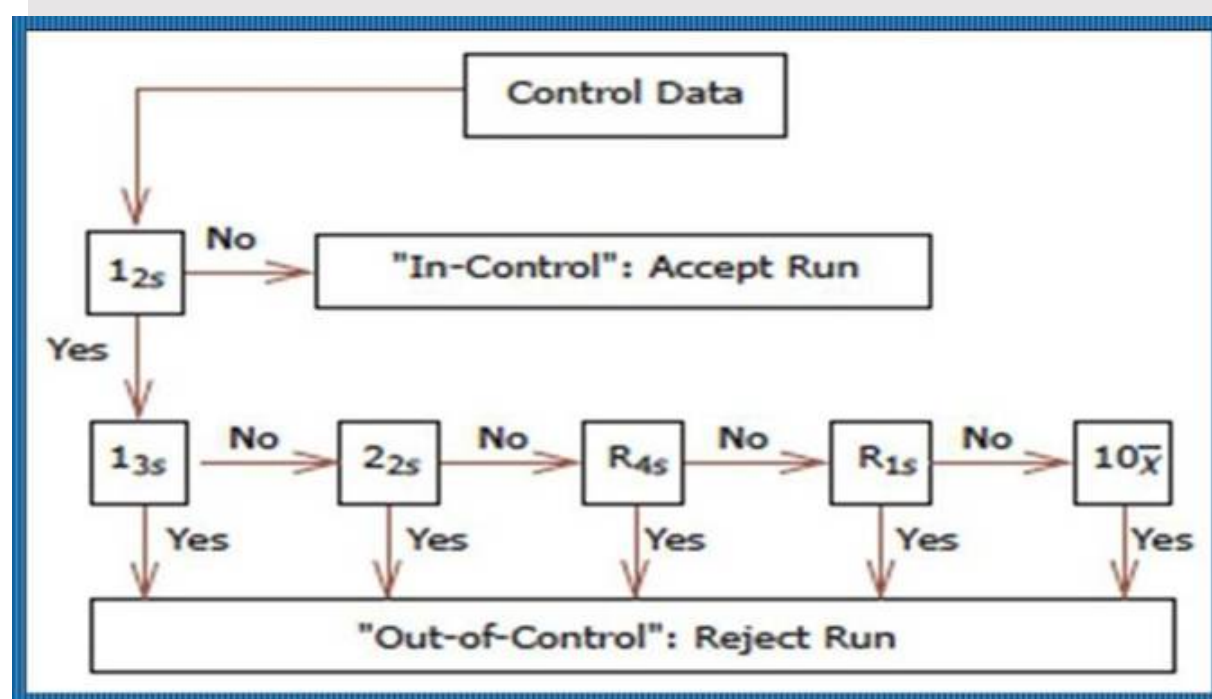 Control Data
No
1₂ₛ
"In-Control": Accept Run
Yes
1₃ₛ
No
2₂ₛ
No
R₄ₛ
No
R₁ₛ
No
10x̅
Yes
Yes
Yes
Yes
Yes
"Out-of-Control": Reject Run